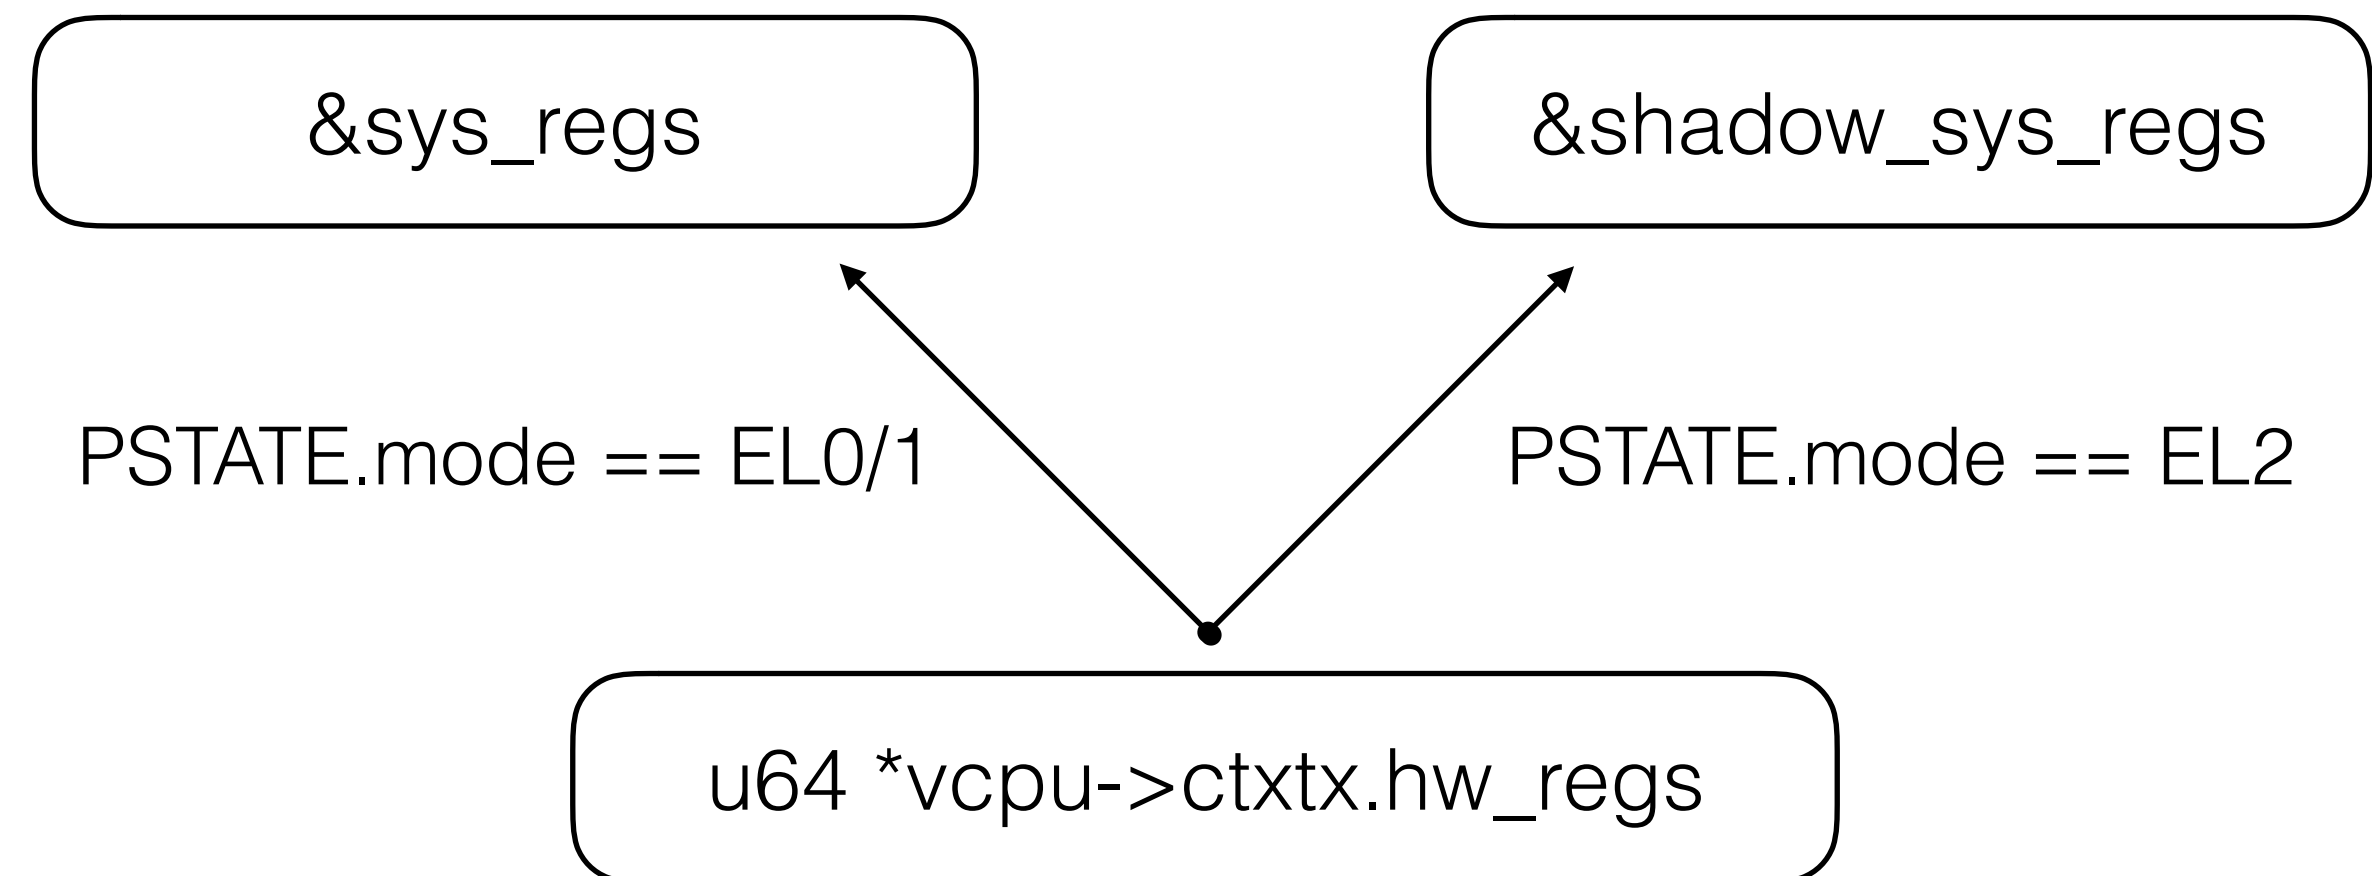 &sys_regs
&shadow_sys_regs
PSTATE.mode == EL0/1
PSTATE.mode == EL2
u64 *vcpu->ctxtx.hw_regs